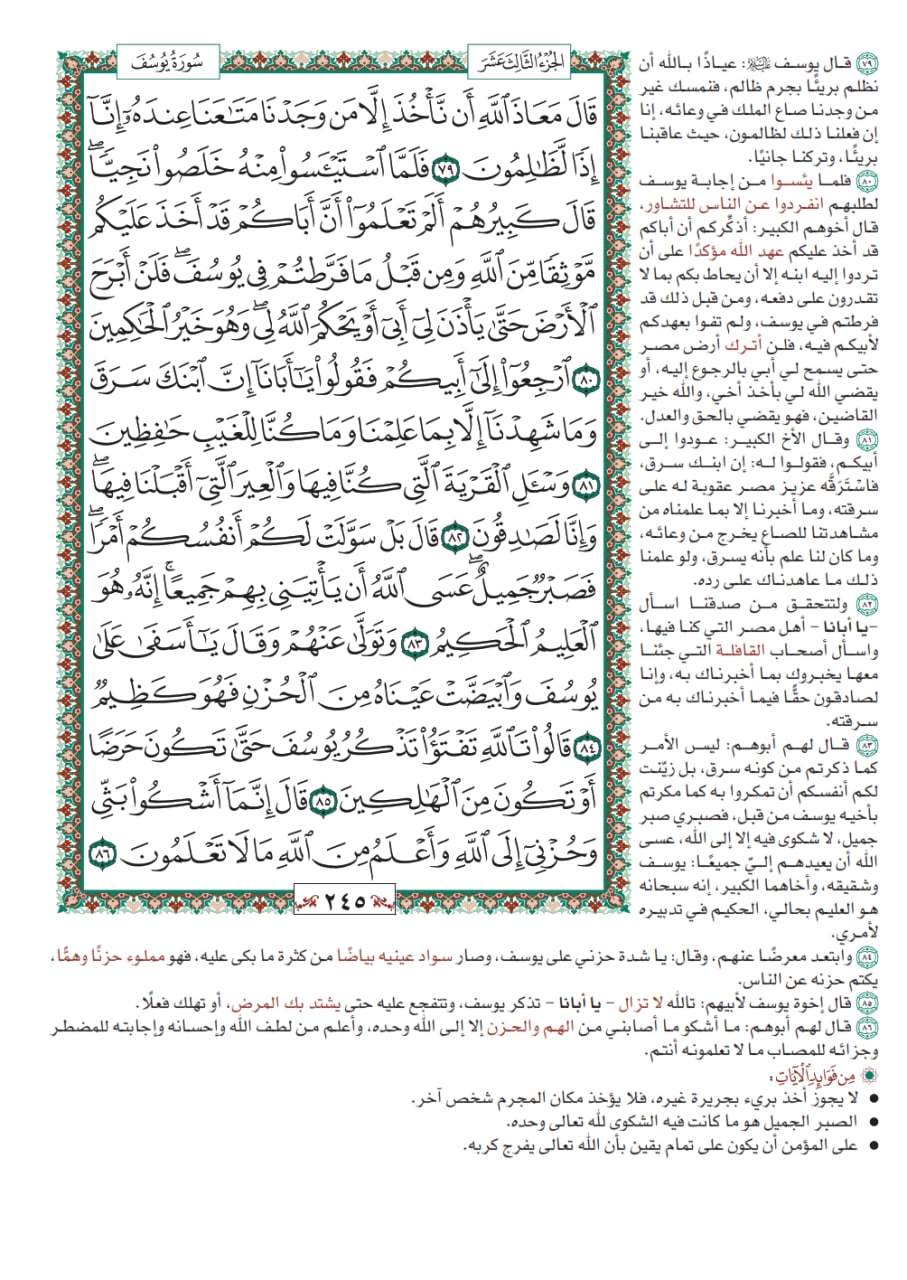 سُورَةُ يُوسُفَ
الجُزْءُ الثَّالِثَ عَشَرَ
قَالَ مَعَاذَ ٱللَّهِ أَن نَّأْخُذَ إِلَّا مَن وَجَدْنَا مَتَـٰعَنَا عِندَهُۥٓ إِنَّآ
إِذًا لَّظَـٰلِمُونَ ٧٩ فَلَمَّا ٱسْتَيْـَٔسُوا۟ مِنْهُ خَلَصُوا۟ نَجِيًّا ۖ
قَالَ كَبِيرُهُمْ أَلَمْ تَعْلَمُوٓا۟ أَنَّ أَبَاكُمْ قَدْ أَخَذَ عَلَيْكُم
مَّوْثِقًا مِّنَ ٱللَّهِ وَمِن قَبْلُ مَا فَرَّطتُمْ فِى يُوسُفَ ۖ فَلَنْ أَبْرَحَ
ٱلْأَرْضَ حَتَّىٰ يَأْذَنَ لِىٓ أَبِىٓ أَوْ يَحْكُمَ ٱللَّهُ لِى ۖ وَهُوَ خَيْرُ ٱلْحَـٰكِمِينَ
٨٠ ٱرْجِعُوٓا۟ إِلَىٰٓ أَبِيكُمْ فَقُولُوا۟ يَـٰٓأَبَانَآ إِنَّ ٱبْنَكَ سَرَقَ
وَمَا شَهِدْنَآ إِلَّا بِمَا عَلِمْنَا وَمَا كُنَّا لِلْغَيْبِ حَـٰفِظِينَ
٨١ وَسْـَٔلِ ٱلْقَرْيَةَ ٱلَّتِى كُنَّا فِيهَا وَٱلْعِيرَ ٱلَّتِىٓ أَقْبَلْنَا فِيهَا ۖ
وَإِنَّا لَصَـٰدِقُونَ ٨٢ قَالَ بَلْ سَوَّلَتْ لَكُمْ أَنفُسُكُمْ أَمْرًا ۖ
فَصَبْرٌ جَمِيلٌ ۖ عَسَى ٱللَّهُ أَن يَأْتِيَنِى بِهِمْ جَمِيعًا ۚ إِنَّهُۥ هُوَ
ٱلْعَلِيمُ ٱلْحَكِيمُ ٨٣ وَتَوَلَّىٰ عَنْهُمْ وَقَالَ يَـٰٓأَسَفَىٰ عَلَىٰ
يُوسُفَ وَٱبْيَضَّتْ عَيْنَاهُ مِنَ ٱلْحُزْنِ فَهُوَ كَظِيمٌ
٨٤ قَالُوا۟ تَٱللَّهِ تَفْتَؤُا۟ تَذْكُرُ يُوسُفَ حَتَّىٰ تَكُونَ حَرَضًا
أَوْ تَكُونَ مِنَ ٱلْهَـٰلِكِينَ ٨٥ قَالَ إِنَّمَآ أَشْكُوا۟ بَثِّى
وَحُزْنِىٓ إِلَى ٱللَّهِ وَأَعْلَمُ مِنَ ٱللَّهِ مَا لَا تَعْلَمُونَ ٨٦
٢٤٥
٧٩ قال يوسف ﵇: عياذًا بالله أن
نظلم بريئًا بجرم ظالم، فنمسك غير
من وجدنا صاع الملك في وعائه، إنا
إن فعلنا ذلك لظالمون، حيث عاقبنا
بريئًا، وتركنا جانيًا.
٨٠ فلما يئسوا من إجابة يوسف
لطلبهم انفردوا عن الناس للتشاور،
قال أخوهم الكبير: أذكِّركم أن أباكم
قد أخذ عليكم عهد الله مؤكدًا على أن
تردوا إليه ابنه إلا أن يحاط بكم بما لا
تقدرون على دفعه، ومن قبل ذلك قد
فرطتم في يوسف، ولم تفوا بعهدكم
لأبيكم فيه، فلن أترك أرض مصر
حتى يسمح لي أبي بالرجوع إليه، أو
يقضي الله لي بأخذ أخي، والله خير
القاضين، فهو يقضي بالحق والعدل.
٨١ وقال الأخ الكبير: عودوا إلى
أبيكم، فقولوا له: إن ابنك سرق،
فاسْتَرَقَّه عزيز مصر عقوبة له على
سرقته، وما أخبرنا إلا بما علمناه من
مشاهدتنا للصاع يخرج من وعائه،
وما كان لنا علم بأنه يسرق، ولو علمنا
ذلك ما عاهدناك على رده.
٨٢ ولتتحقق من صدقنا اسأل
-يا أبانا - أهل مصر التي كنا فيها،
واسأل أصحاب القافلة التي جئنا
معها يخبروك بما أخبرناك به، وإنا
لصادقون حقًّا فيما أخبرناك به من
سرقته.
٨٣ قال لهم أبوهم: ليس الأمر
كما ذكرتم من كونه سرق، بل زيّنت
لكم أنفسكم أن تمكروا به كما مكرتم
بأخيه يوسف من قبل، فصبري صبر
جميل، لا شكوى فيه إلا إلى الله، عسى
الله أن يعيدهم إليّ جميعًا: يوسف
وشقيقه، وأخاهما الكبير، إنه سبحانه
هو العليم بحالي، الحكيم في تدبيره
لأمري.
٨٤ وابتعد معرضًا عنهم، وقال: يا شدة حزني على يوسف، وصار سواد عينيه بياضًا من كثرة ما بكى عليه، فهو مملوء حزنًا وهمًّا،
يكتم حزنه عن الناس.
٨٥ قال إخوة يوسف لأبيهم: تالله لا تزال - يا أبانا - تذكر يوسف، وتتفجع عليه حتى يشتد بك المرض، أو تهلك فعلًا.
٨٦ قال لهم أبوهم: ما أشكو ما أصابني من الهم والحزن إلا إلى الله وحده، وأعلم من لطف الله وإحسانه وإجابته للمضطر
وجزائه للمصاب ما لا تعلمونه أنتم.
مِن فَوَائِدِ الْآيَاتِ:
● لا يجوز أخذ بريء بجريرة غيره، فلا يؤخذ مكان المجرم شخص آخر.
● الصبر الجميل هو ما كانت فيه الشكوى لله تعالى وحده.
● على المؤمن أن يكون على تمام يقين بأن الله تعالى يفرج كربه.